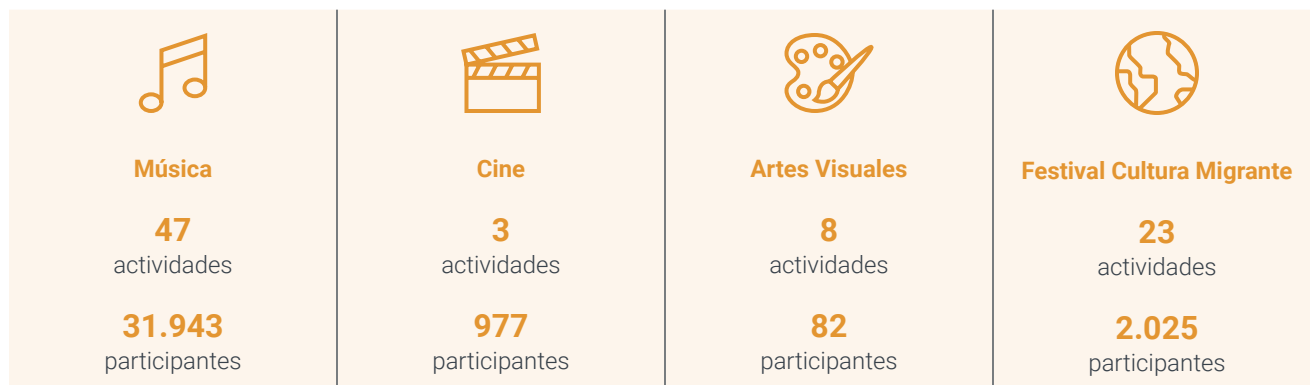 Música
47
actividades
31.943
participantes
Cine
3
actividades
977
participantes
Artes Visuales
8
actividades
82
participantes
Festival Cultura Migrante
23
actividades
2.025
participantes